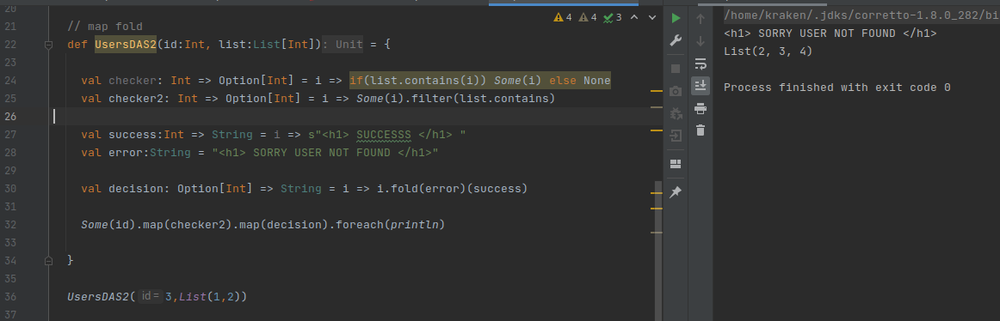 20
21 // map fold
22 def UsersDAS2(id:Int, list:List[Int]): Unit = {
23
24 val checker: Int => Option[Int] = i => if(list.contains(i)) Some(i) else None
25 val checker2: Int => Option[Int] = i => Some(i).filter(list.contains)
26
27 val success:Int => String = i => s"<h1> SUCCESSS </h1> "
28 val error:String = "<h1> SORRY USER NOT FOUND </h1>"
29
30 val decision: Option[Int] => String = i => i.fold(error)(success)
31
32 Some(id).map(checker2).map(decision).foreach(println)
33
34 }
35
36 UsersDAS2( id = 3,List(1,2))
37
4 4 3
/home/kraken/.jdks/corretto-1.8.0_282/bi
<h1> SORRY USER NOT FOUND </h1>
List(2, 3, 4)
Process finished with exit code 0